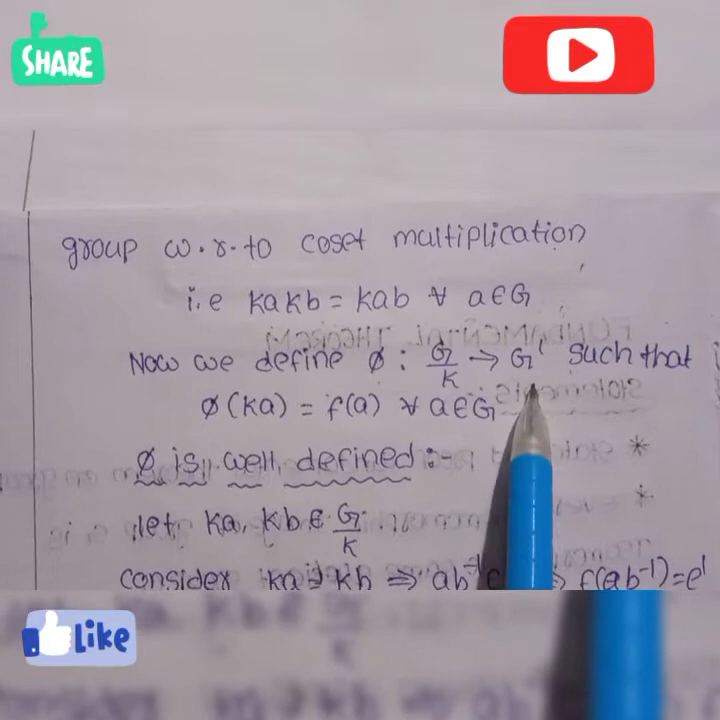 SHARE
group w.r.to coset multiplication
i.e kakb = kab ∀ a∈G
Now we define ø : G/K → G' such that
ø(ka) = f(a) ∀ a∈G
ø is well defined :-
let ka, kb ∈ G/K
consider ka = kb ⇒ ab⁻¹ ⇒ f(ab⁻¹)=e'
Like